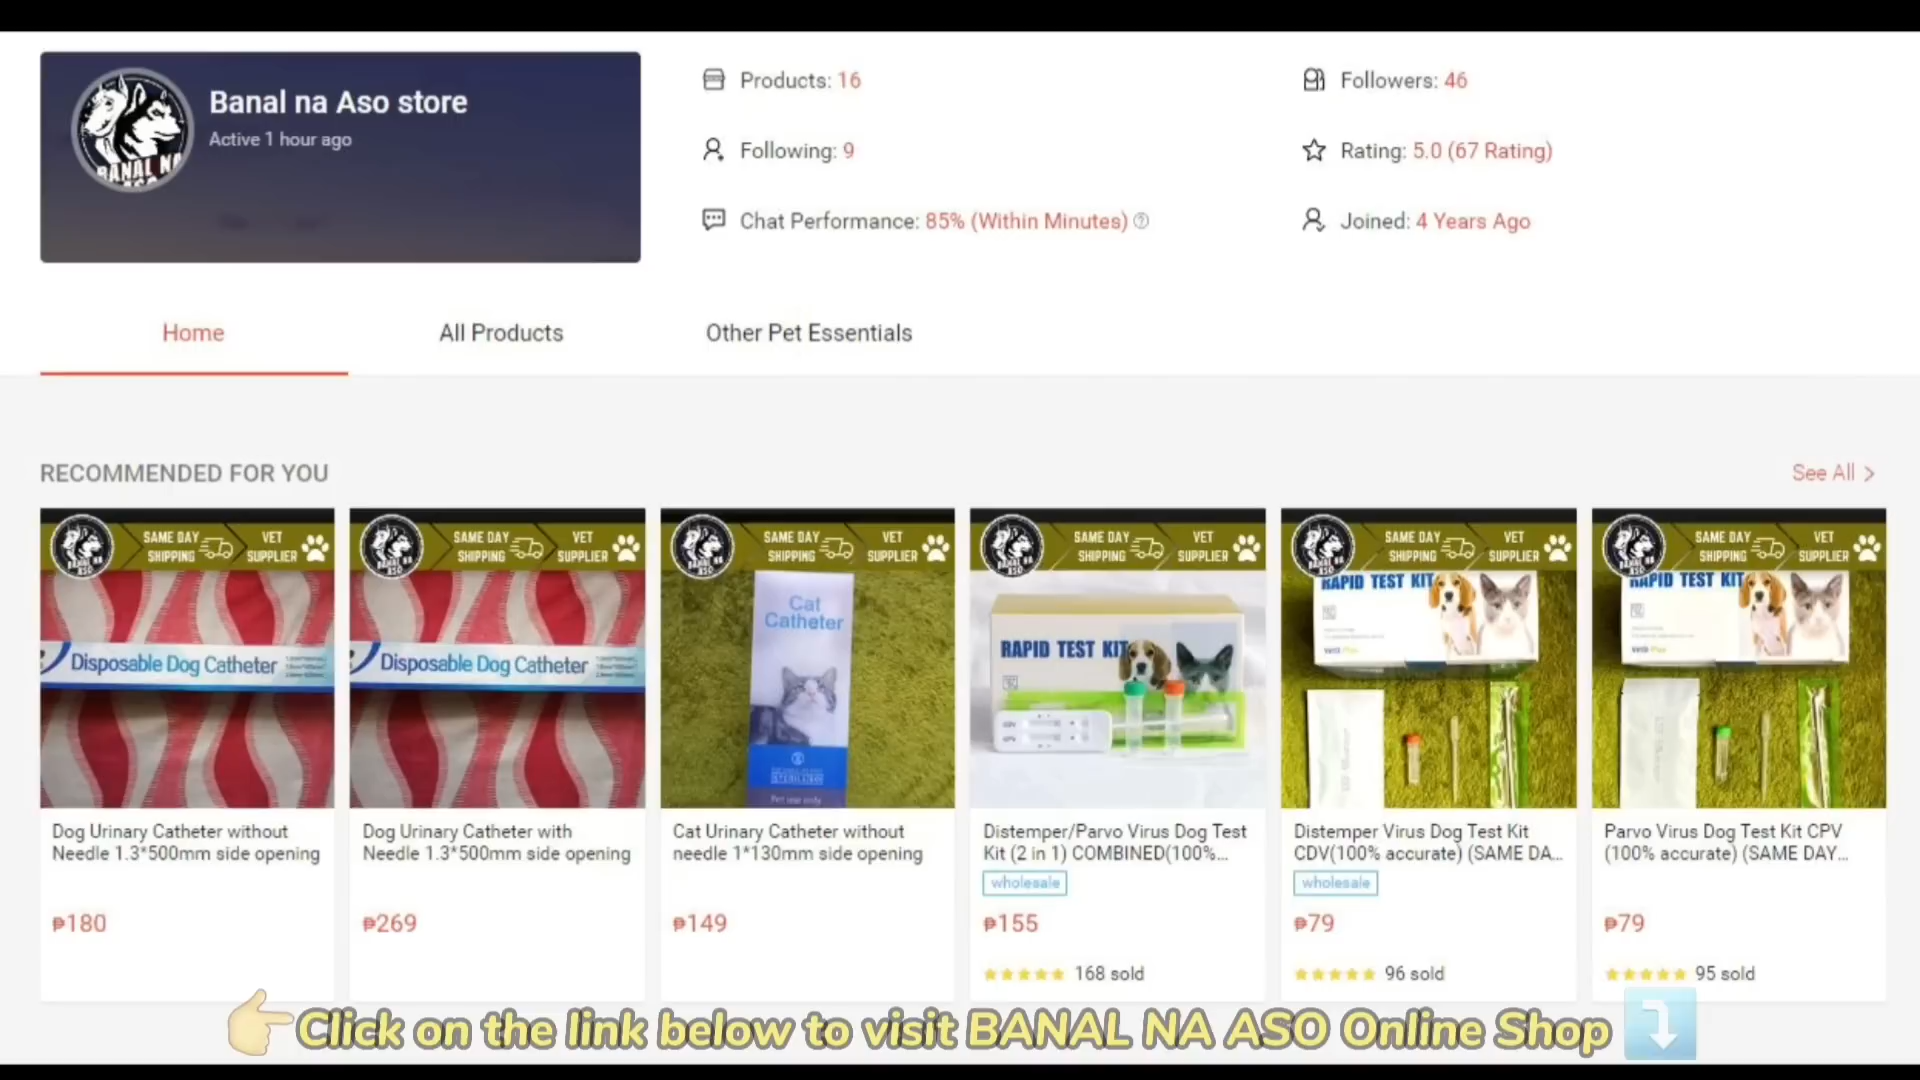 Banal na Aso store
Active 1 hour ago
Products: 16
Followers: 46
Following: 9
Rating: 5.0 (67 Rating)
Chat Performance: 85% (Within Minutes)
Joined: 4 Years Ago
Home
All Products
Other Pet Essentials
RECOMMENDED FOR YOU
See All >
SAME DAY SHIPPING
VET SUPPLIER
Disposable Dog Catheter
Dog Urinary Catheter without
Needle 1.3*500mm side opening
₱180
SAME DAY SHIPPING
VET SUPPLIER
Disposable Dog Catheter
Dog Urinary Catheter with
Needle 1.3*500mm side opening
₱269
SAME DAY SHIPPING
VET SUPPLIER
Cat
Catheter
Pet use only
Cat Urinary Catheter without
needle 1*130mm side opening
₱149
SAME DAY SHIPPING
VET SUPPLIER
RAPID TEST KIT
Distemper/Parvo Virus Dog Test
Kit (2 in 1) COMBINED(100%...
wholesale
₱155
168 sold
SAME DAY SHIPPING
VET SUPPLIER
RAPID TEST KIT
Distemper Virus Dog Test Kit
CDV(100% accurate) (SAME DA...
wholesale
₱79
96 sold
SAME DAY SHIPPING
VET SUPPLIER
RAPID TEST KIT
Parvo Virus Dog Test Kit CPV
(100% accurate) (SAME DAY...
₱79
95 sold
Click on the link below to visit BANAL NA ASO Online Shop